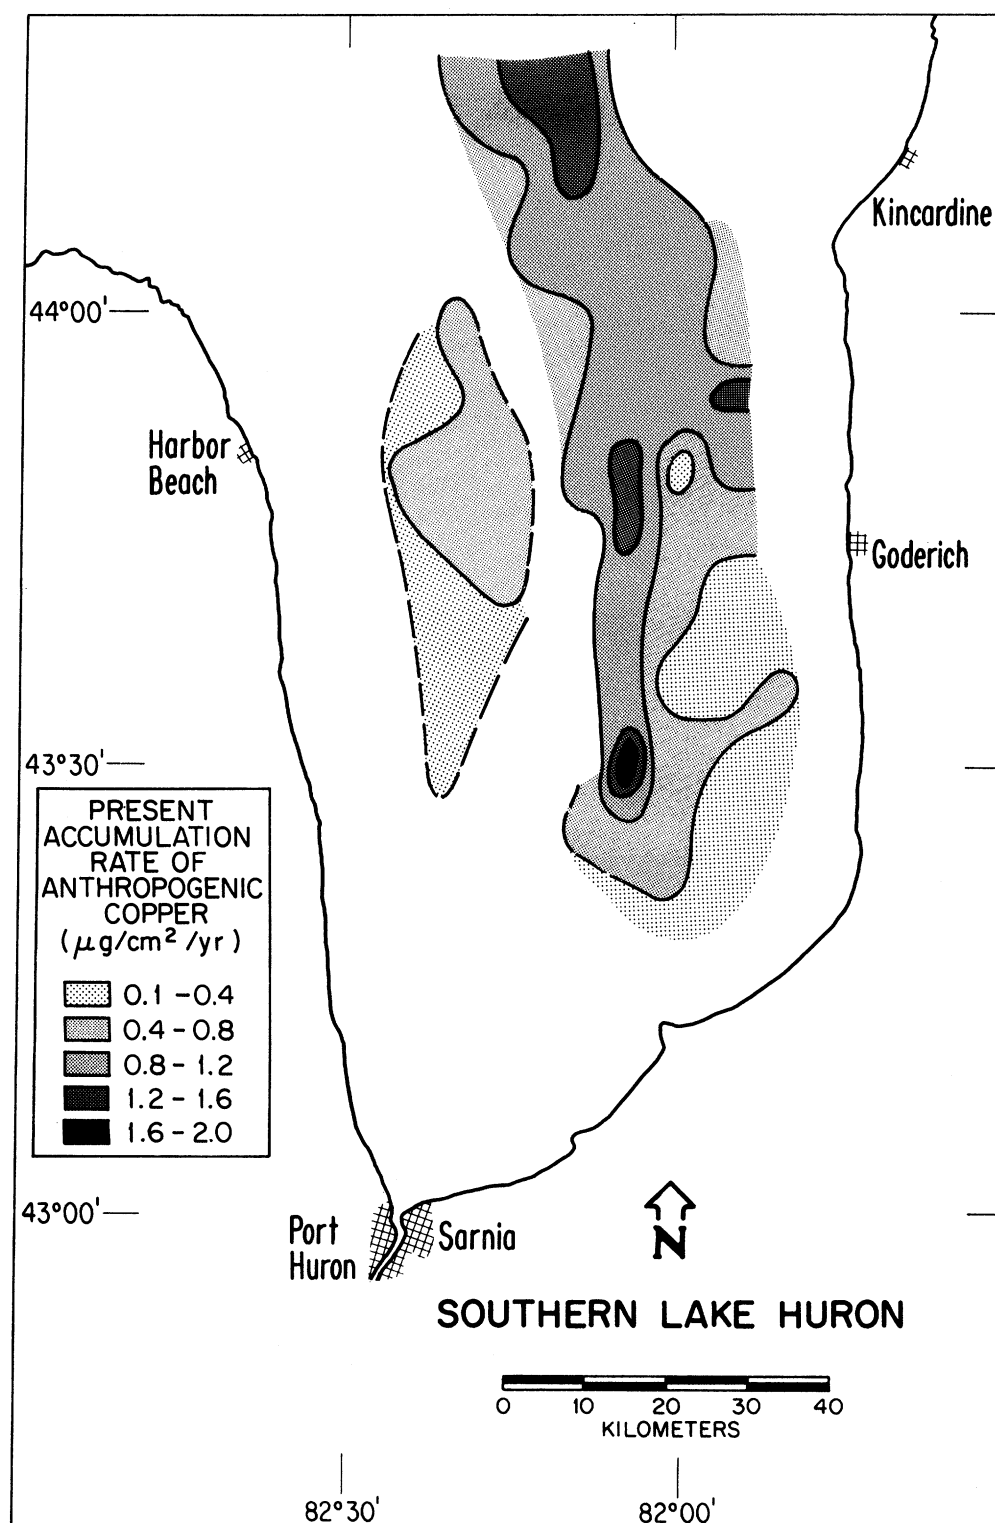 Kincardine
44°00'
Harbor
Beach
Goderich
43°30'
PRESENT
ACCUMULATION
RATE OF
ANTHROPOGENIC
COPPER
(μg/cm²/yr)
0.1 - 0.4
0.4 - 0.8
0.8 - 1.2
1.2 - 1.6
1.6 - 2.0
43°00'
Port
Huron
Sarnia
N
SOUTHERN LAKE HURON
0 10 20 30 40
KILOMETERS
82°30' 82°00'